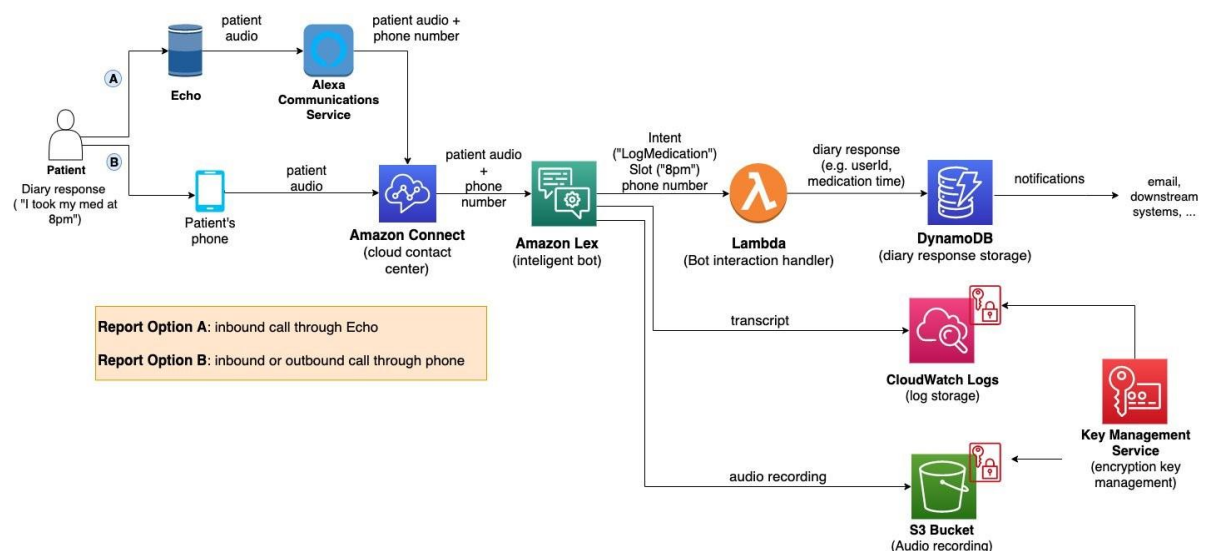 patient
audio
patient audio +
phone number
A
Echo
Alexa
Communications
Service
B
Patient
Diary response
( "I took my med at
8pm")
patient
audio
Patient's
phone
patient audio
+
phone
number
Amazon Connect
(cloud contact
center)
Amazon Lex
(inteligent bot)
Intent
("LogMedication")
Slot ("8pm")
phone number
Lambda
(Bot interaction handler)
diary response
(e.g. userId,
medication time)
DynamoDB
(diary response storage)
notifications
email,
downstream
systems, ...
Report Option A: inbound call through Echo
Report Option B: inbound or outbound call through phone
transcript
CloudWatch Logs
(log storage)
Key Management
Service
(encryption key
management)
audio recording
S3 Bucket
(Audio recording)